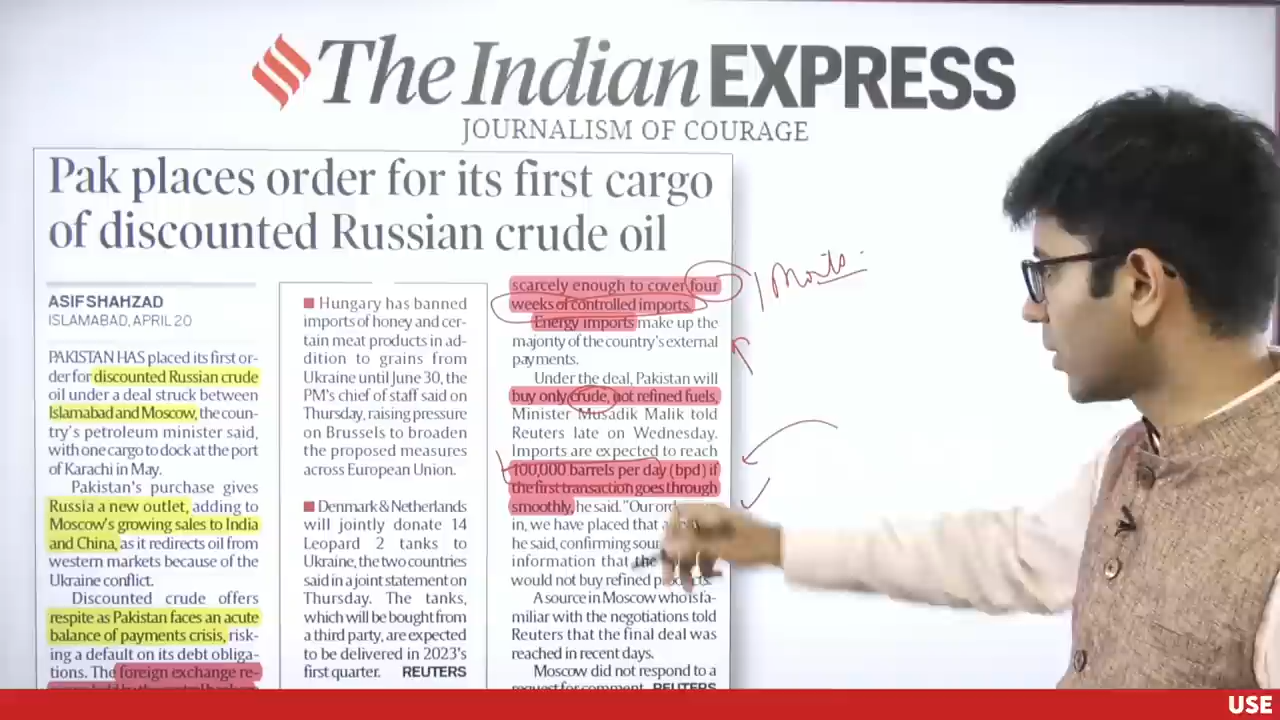 The Indian EXPRESS
JOURNALISM OF COURAGE
Pak places order for its first cargo
of discounted Russian crude oil
ASIF SHAHZAD
ISLAMABAD, APRIL 20
PAKISTAN HAS placed its first or-
der for discounted Russian crude
oil under a deal struck between
Islamabad and Moscow, the coun-
try's petroleum minister said,
with one cargo to dock at the port
of Karachi in May.
Pakistan's purchase gives
Russia a new outlet, adding to
Moscow's growing sales to India
and China, as it redirects oil from
western markets because of the
Ukraine conflict.
Discounted crude offers
respite as Pakistan faces an acute
balance of payments crisis, risk-
ing a default on its debt obliga-
tions. The foreign exchange re-
Hungary has banned
imports of honey and cer-
tain meat products in ad-
dition to grains from
Ukraine until June 30, the
PM's chief of staff said on
Thursday, raising pressure
on Brussels to broaden
the proposed measures
across European Union.
Denmark & Netherlands
will jointly donate 14
Leopard 2 tanks to
Ukraine, the two countries
said in a joint statement on
Thursday. The tanks,
which will be bought from
a third party, are expected
to be delivered in 2023's
first quarter. REUTERS
scarcely enough to cover four
weeks of controlled imports.
Energy imports make up the
majority of the country's external
payments.
Under the deal, Pakistan will
buy only crude, not refined fuels,
Minister Musadik Malik told
Reuters late on Wednesday.
Imports are expected to reach
100,000 barrels per day (bpd) if
the first transaction goes through
smoothly, he said. "Our
in, we have placed that
he said, confirming
information that the
would not buy refined
A source in Moscow who is fa-
miliar with the negotiations told
Reuters that the final deal was
reached in recent days.
Moscow did not respond to a
request for comment. REUTERS
USE